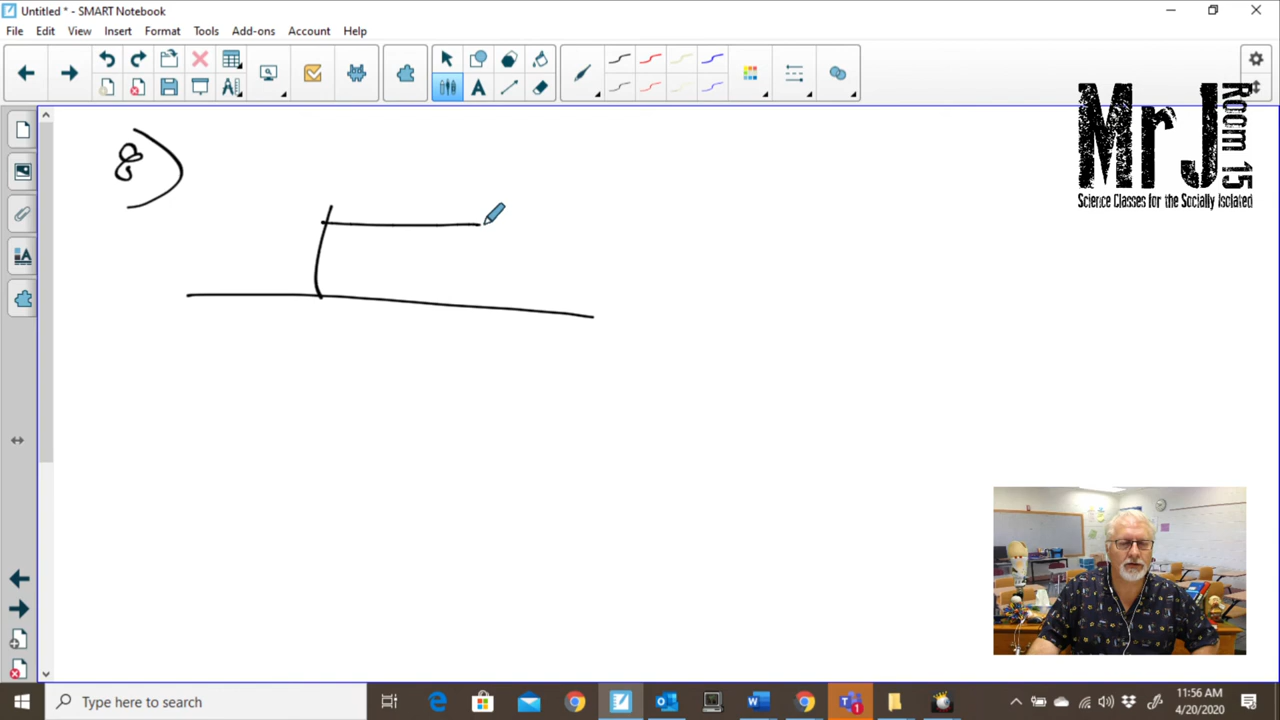 Untitled * - SMART Notebook
File Edit View Insert Format Tools Add-ons Account Help
8)
Mr J
Room 15
Science Classes for the Socially Isolated
Type here to search
1
11:56 AM
4/20/2020